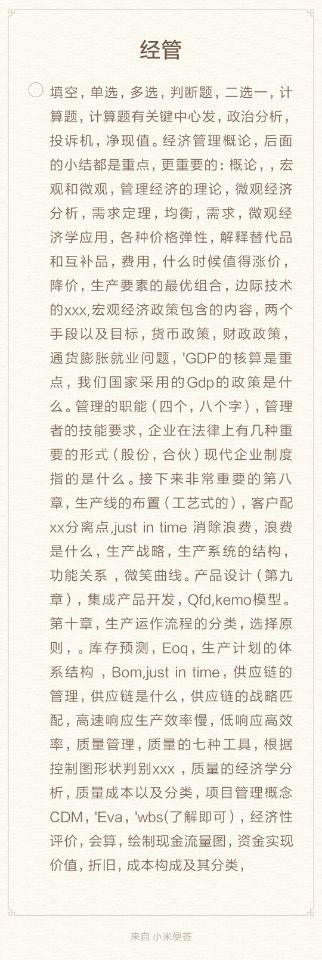 经管
填空，单选，多选，判断题，二选一，计
算题，计算题有关键中心发，政治分析，
投诉机，净现值。经济管理概论，后面
的小结都是重点，更重要的：概论，，宏
观和微观，管理经济的理论，微观经济
分析，需求定理，均衡，需求，微观经
济学应用，各种价格弹性，解释替代品
和互补品，费用，什么时候值得涨价，
降价，生产要素的最优组合，边际技术
的xxx,宏观经济政策包含的内容，两个
手段以及目标，货币政策，财政政策，
通货膨胀就业问题，'GDP的核算是重
点，我们国家采用的Gdp的政策是什
么。管理的职能（四个，八个字），管理
者的技能要求，企业在法律上有几种重
要的形式（股份，合伙）现代企业制度
指的是什么。接下来非常重要的第八
章，生产线的布置（工艺式的），客户配
xx分离点,just in time 消除浪费，浪费
是什么，生产战略，生产系统的结构，
功能关系 ，微笑曲线。产品设计（第九
章），集成产品开发，Qfd,kemo模型。
第十章，生产运作流程的分类，选择原
则，。库存预测，Eoq，生产计划的体
系结构 ，Bom,just in time，供应链的
管理，供应链是什么，供应链的战略匹
配，高速响应生产效率慢，低响应高效
率，质量管理，质量的七种工具，根据
控制图形状判别xxx ，质量的经济学分
析，质量成本以及分类，项目管理概念
CDM，'Eva，'wbs(了解即可），经济性
评价，会算，绘制现金流量图，资金实现
价值，折旧，成本构成及其分类，
来自 小米便签